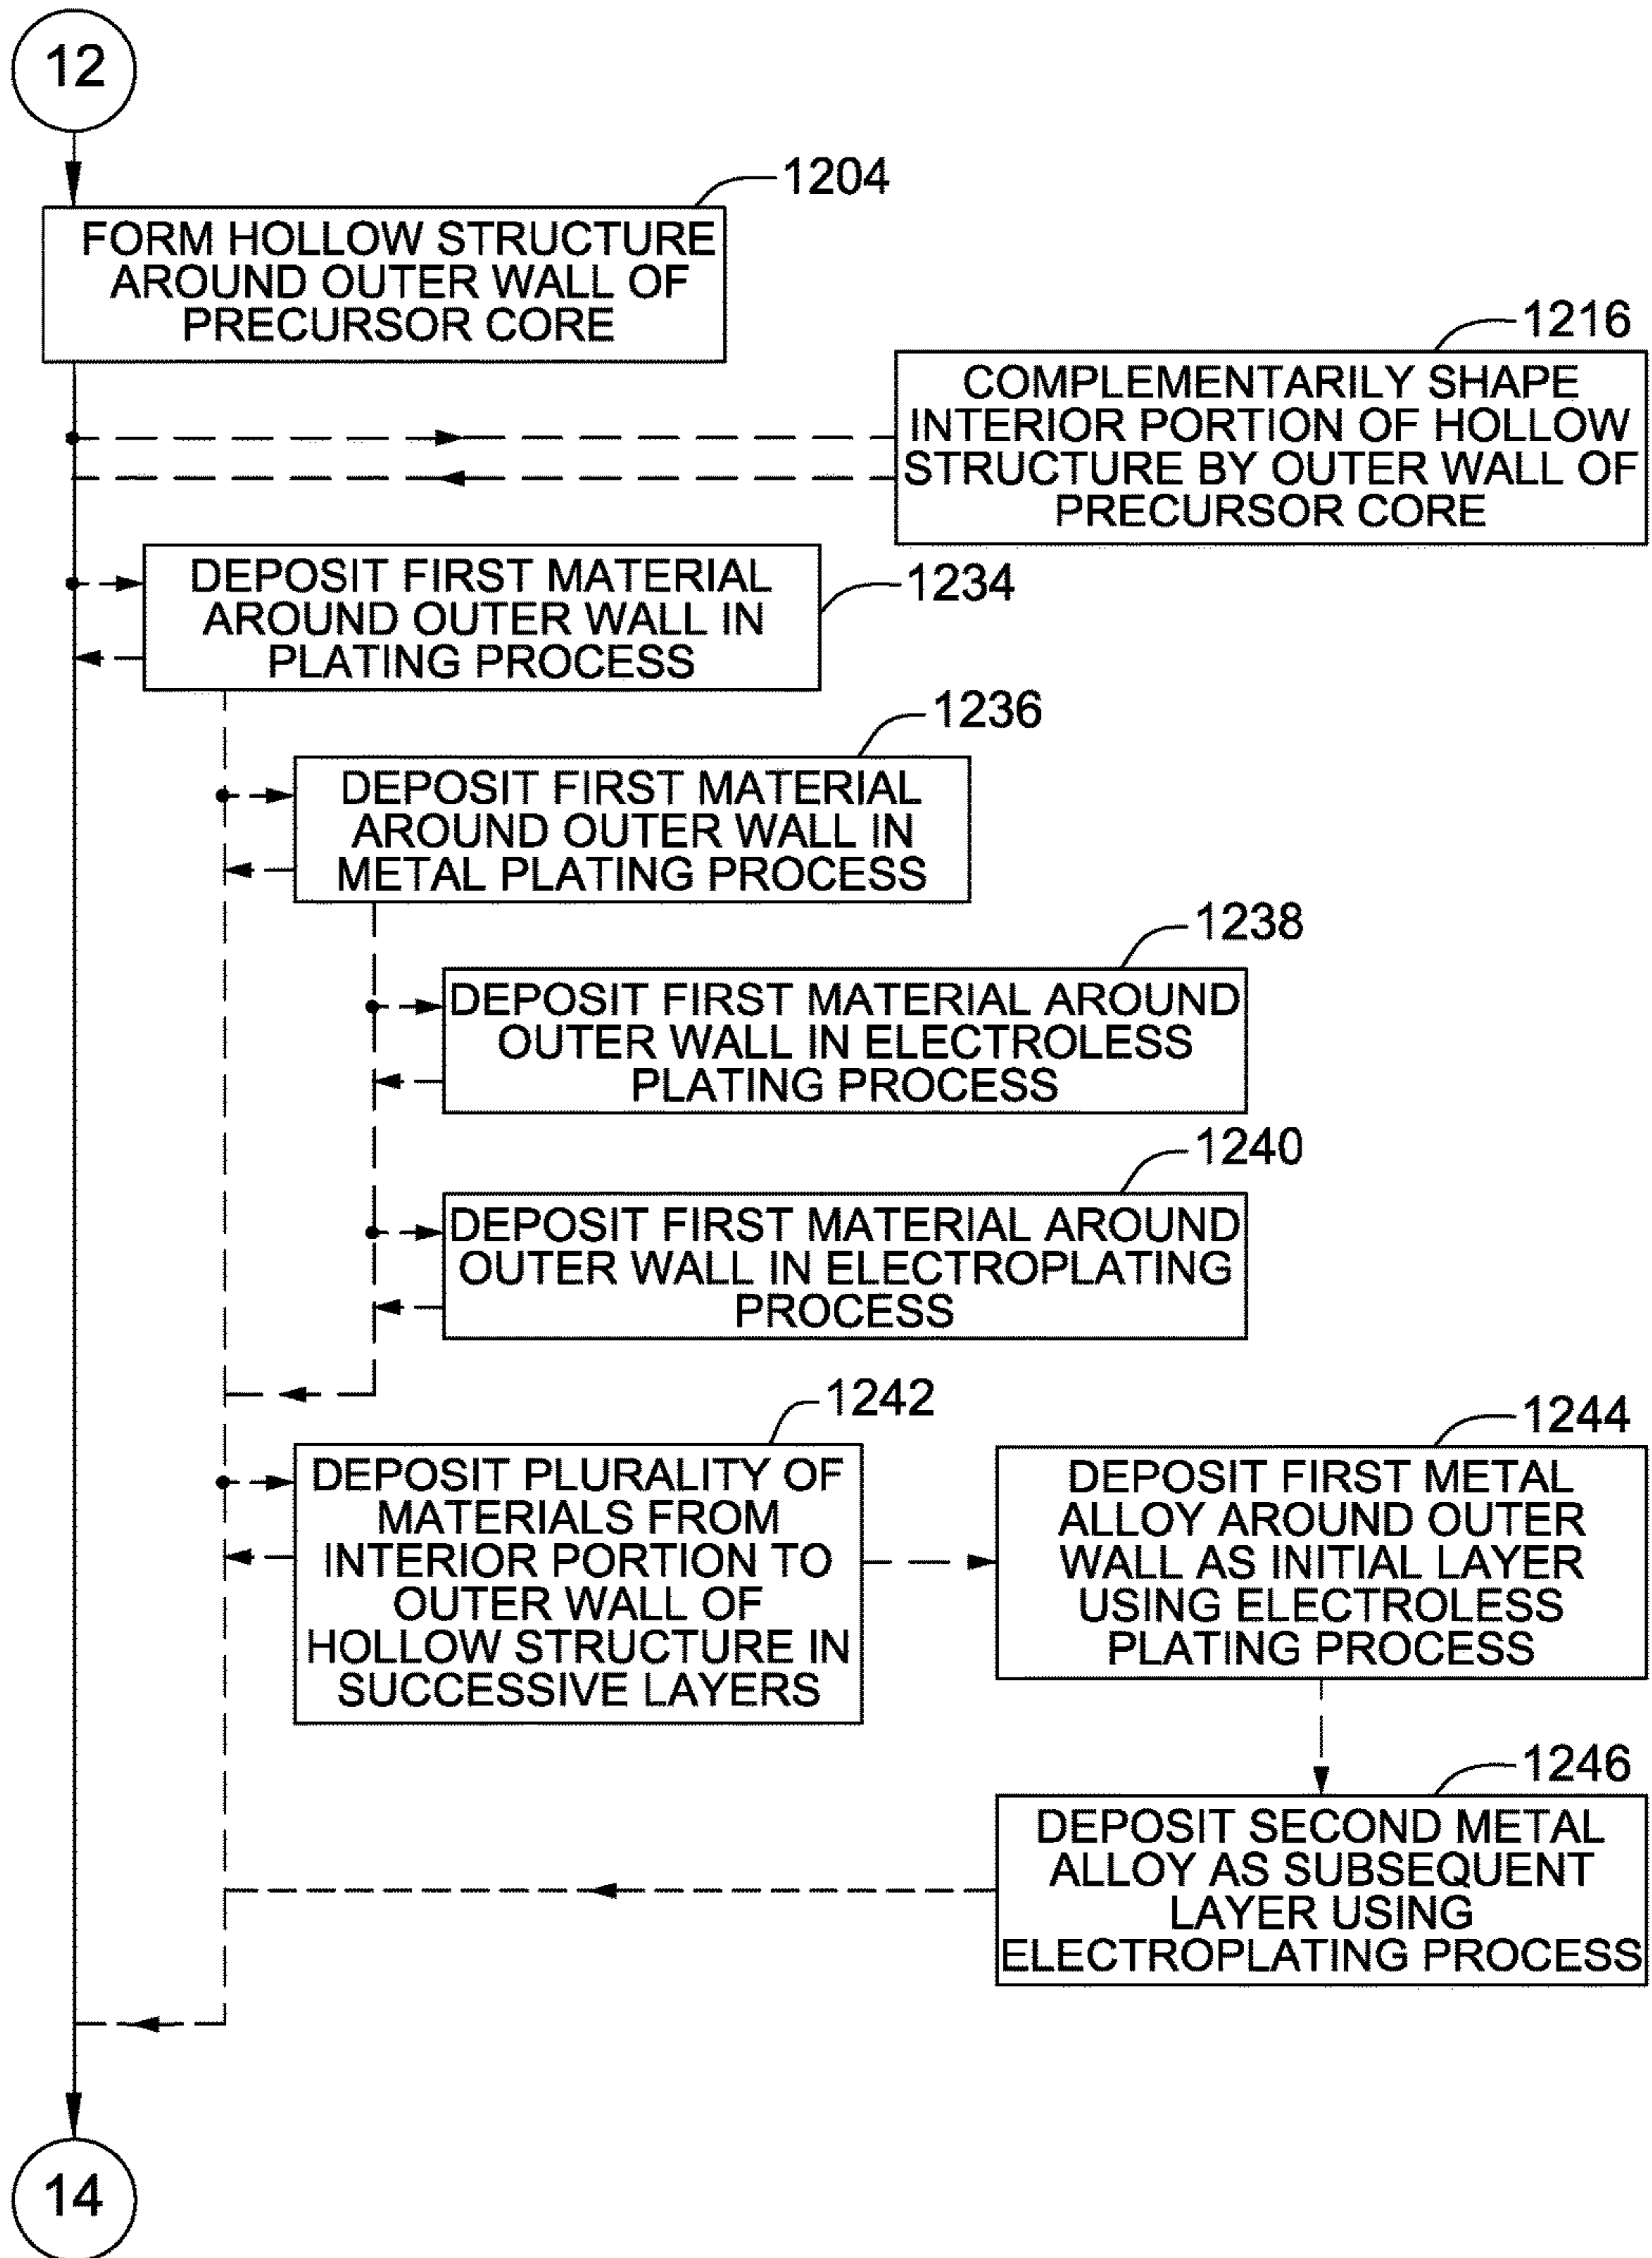 12
1204
FORM HOLLOW STRUCTURE
AROUND OUTER WALL OF
PRECURSOR CORE
1216
COMPLEMENTARILY SHAPE
INTERIOR PORTION OF HOLLOW
STRUCTURE BY OUTER WALL OF
PRECURSOR CORE
1234
DEPOSIT FIRST MATERIAL
AROUND OUTER WALL IN
PLATING PROCESS
1236
DEPOSIT FIRST MATERIAL
AROUND OUTER WALL IN
METAL PLATING PROCESS
1238
DEPOSIT FIRST MATERIAL AROUND
OUTER WALL IN ELECTROLESS
PLATING PROCESS
1240
DEPOSIT FIRST MATERIAL AROUND
OUTER WALL IN ELECTROPLATING
PROCESS
1242
DEPOSIT PLURALITY OF
MATERIALS FROM
INTERIOR PORTION TO
OUTER WALL OF
HOLLOW STRUCTURE IN
SUCCESSIVE LAYERS
1244
DEPOSIT FIRST METAL
ALLOY AROUND OUTER
WALL AS INITIAL LAYER
USING ELECTROLESS
PLATING PROCESS
1246
DEPOSIT SECOND METAL
ALLOY AS SUBSEQUENT
LAYER USING
ELECTROPLATING PROCESS
14